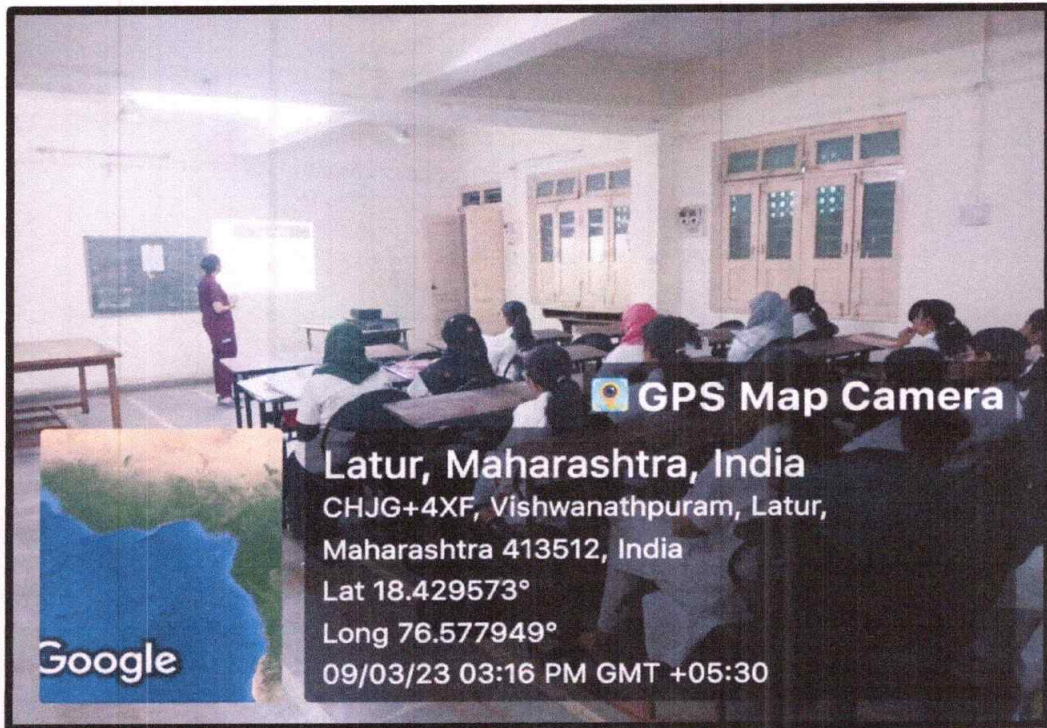 GPS Map Camera
Latur, Maharashtra, India
CHJG+4XF, Vishwanathpuram, Latur,
Maharashtra 413512, India
Lat 18.429573°
Long 76.577949°
09/03/23 03:16 PM GMT +05:30
Google